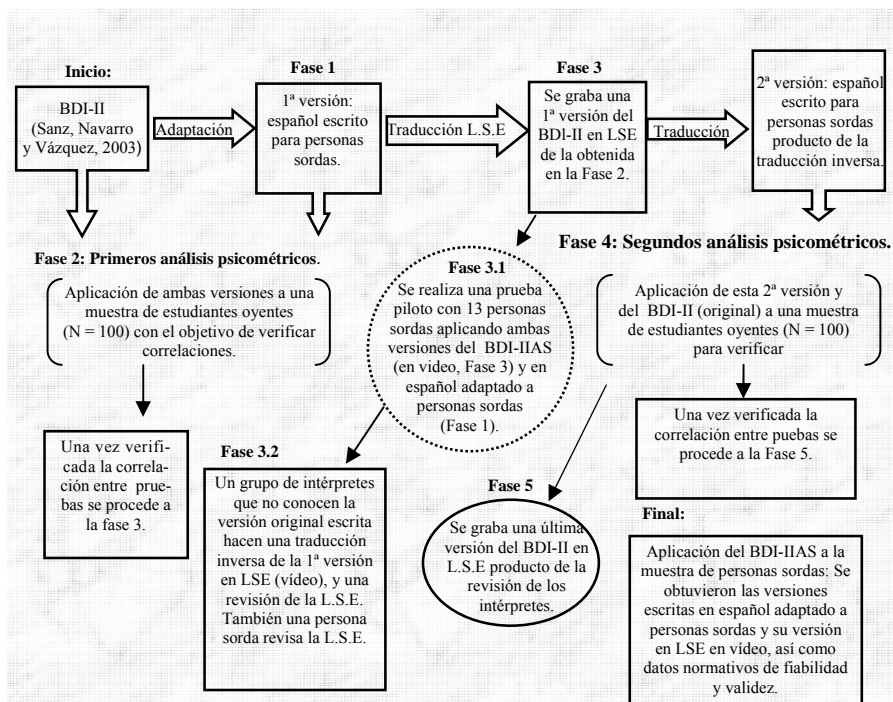 Inicio:
BDI-II
(Sanz, Navarro
y Vázquez, 2003)
Adaptación
Fase 1
1ª versión:
español escrito
para personas
sordas.
Traducción L.S.E
Fase 3
Se graba una
1ª versión del
BDI-II en LSE
de la obtenida
en la Fase 2.
Traducción
2ª versión: español
escrito para
personas sordas
producto de la
traducción inversa.
Fase 2: Primeros análisis psicométricos.
Aplicación de ambas versiones a una
muestra de estudiantes oyentes
(N = 100) con el objetivo de verificar
correlaciones.
Una vez verifi-
cada la correla-
ción entre prue-
bas se procede a
la fase 3.
Fase 3.1
Se realiza una prueba
piloto con 13 personas
sordas aplicando ambas
versiones del BDI-IIAS
(en video, Fase 3) y en
español adaptado a
personas sordas
(Fase 1).
Fase 3.2
Un grupo de intérpretes
que no conocen la
versión original escrita
hacen una traducción
inversa de la 1ª versión
en LSE (vídeo), y una
revisión de la L.S.E.
También una persona
sorda revisa la L.S.E.
Fase 4: Segundos análisis psicométricos.
Aplicación de esta 2ª versión y
del BDI-II (original) a una muestra
de estudiantes oyentes (N = 100)
para verificar
Una vez verificada la
correlación entre puebas se
procede a la Fase 5.
Fase 5
Se graba una última
versión del BDI-II en
L.S.E producto de la
revisión de los
intérpretes.
Final:
Aplicación del BDI-IIAS a la
muestra de personas sordas: Se
obtuvieron las versiones
escritas en español adaptado a
personas sordas y su versión
en LSE en vídeo, así como
datos normativos de fiabilidad
y validez.